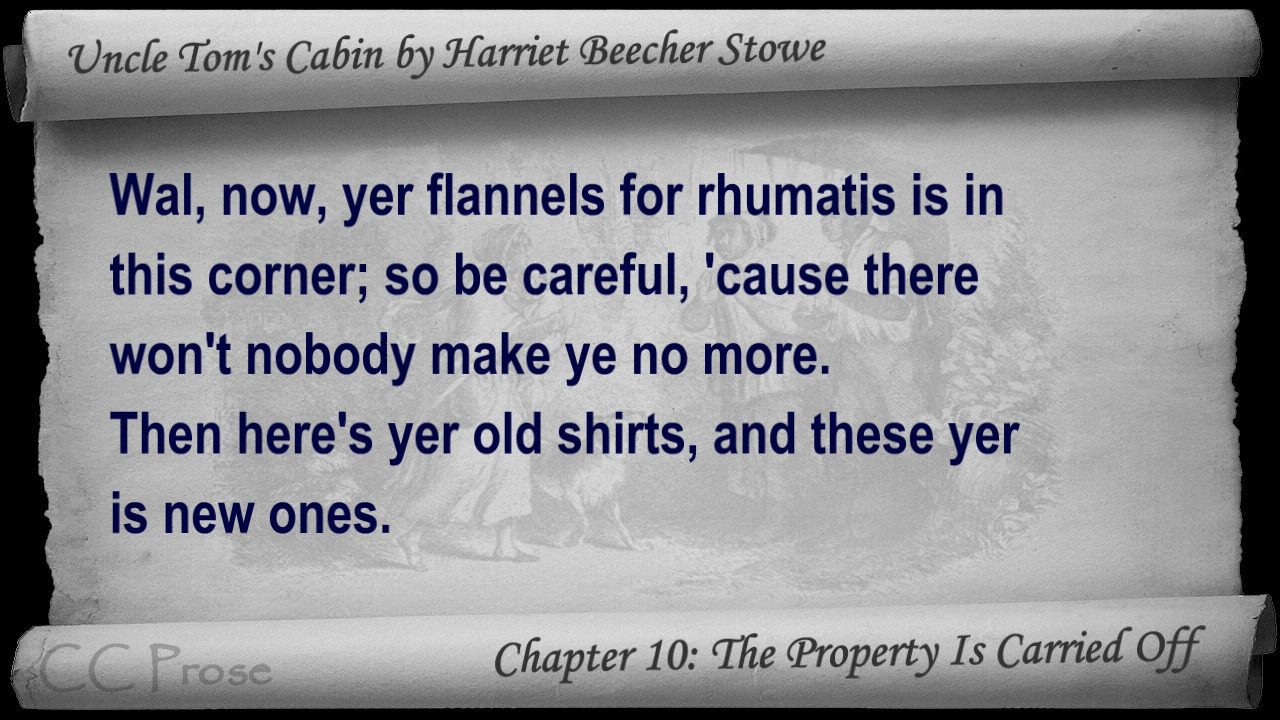 Uncle Tom's Cabin by Harriet Beecher Stowe
Wal, now, yer flannels for rhumatis is in
this corner; so be careful, 'cause there
won't nobody make ye no more.
Then here's yer old shirts, and these yer
is new ones.
CC Prose
Chapter 10: The Property Is Carried Off